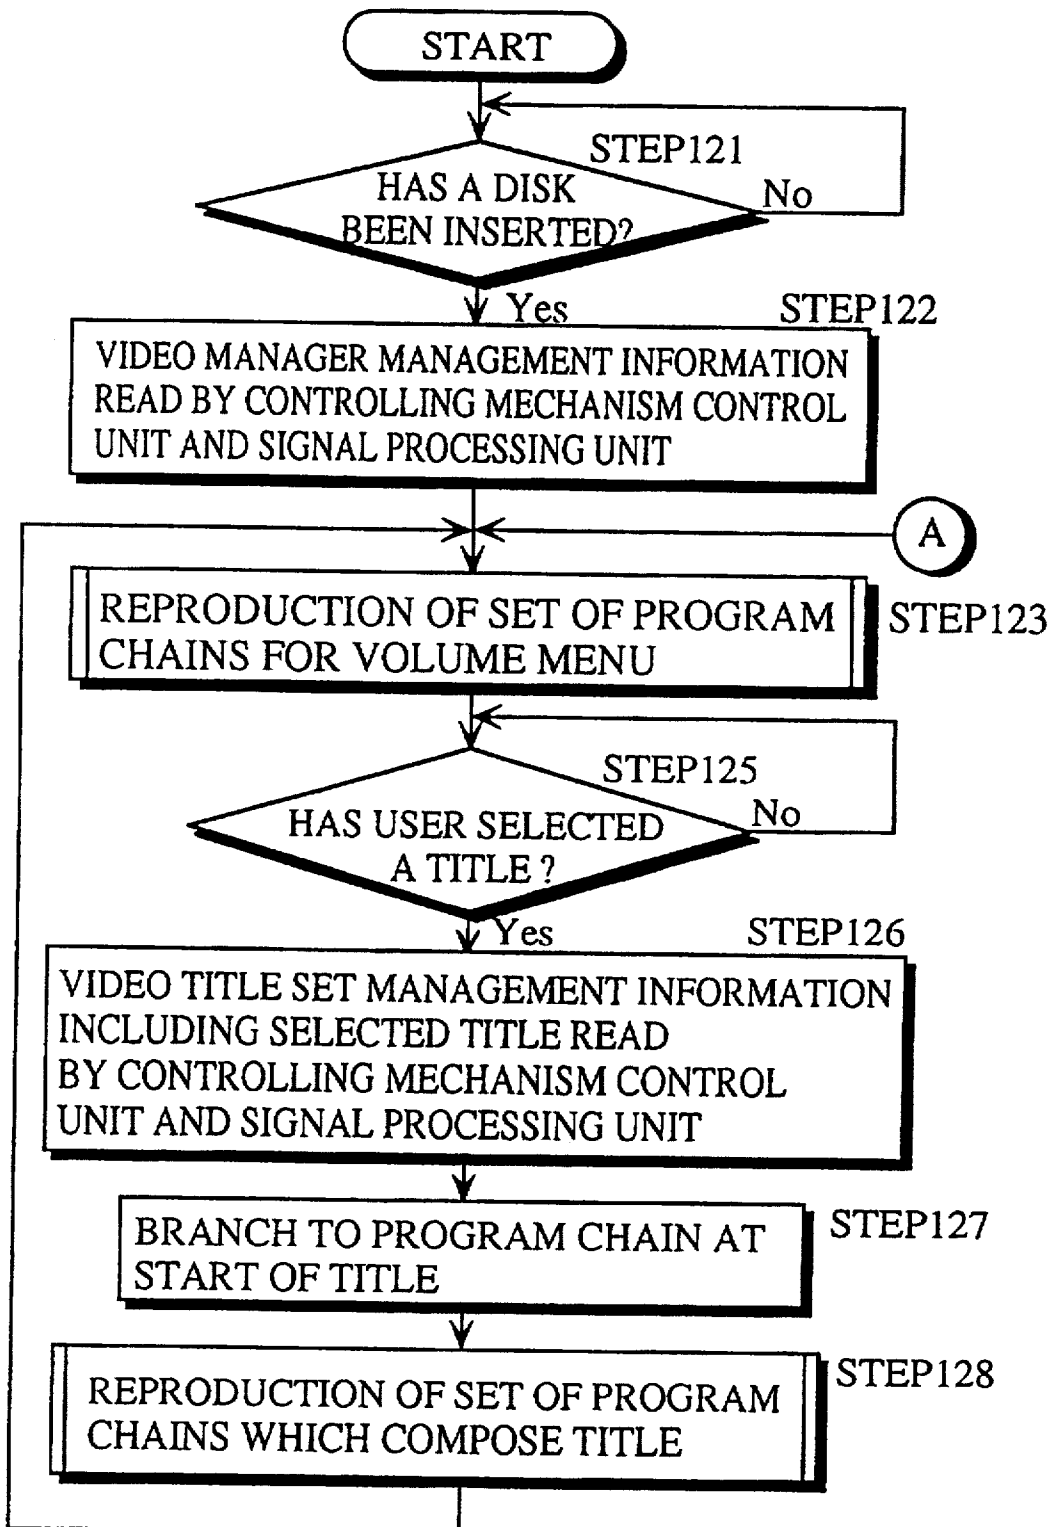 START
STEP121
HAS A DISK
BEEN INSERTED?
No
Yes
STEP122
VIDEO MANAGER MANAGEMENT INFORMATION
READ BY CONTROLLING MECHANISM CONTROL
UNIT AND SIGNAL PROCESSING UNIT
A
REPRODUCTION OF SET OF PROGRAM
CHAINS FOR VOLUME MENU
STEP123
STEP125
HAS USER SELECTED
A TITLE ?
No
Yes
STEP126
VIDEO TITLE SET MANAGEMENT INFORMATION
INCLUDING SELECTED TITLE READ
BY CONTROLLING MECHANISM CONTROL
UNIT AND SIGNAL PROCESSING UNIT
BRANCH TO PROGRAM CHAIN AT
START OF TITLE
STEP127
REPRODUCTION OF SET OF PROGRAM
CHAINS WHICH COMPOSE TITLE
STEP128